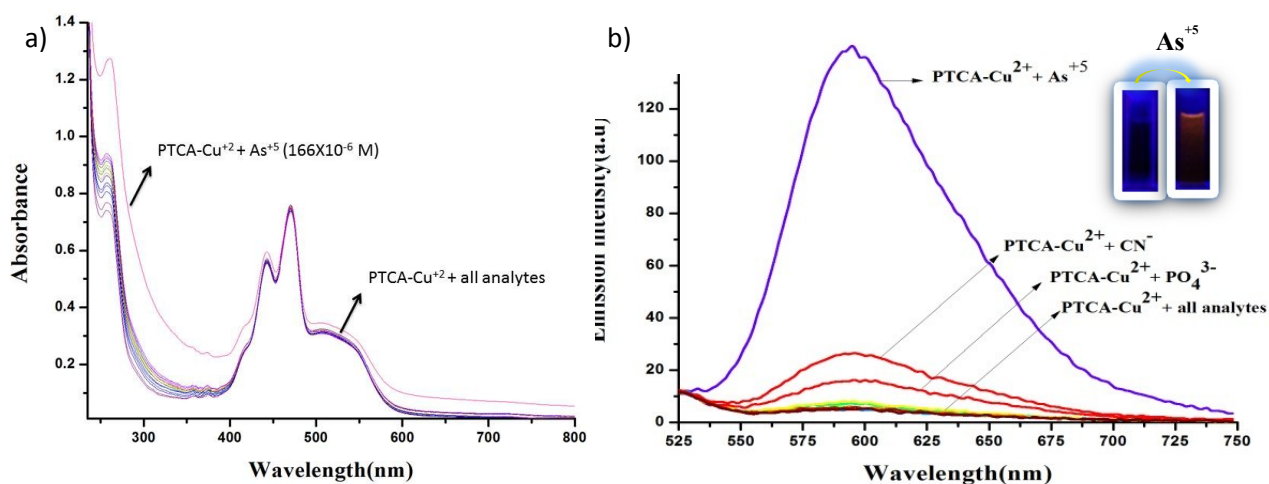 a)
1.4
1.2
1.0
0.8
0.6
0.4
0.2
Absorbance
PTCA-Cu⁺² + As⁺⁵ (166X10⁻⁶ M)
PTCA-Cu⁺² + all analytes
300 400 500 600 700 800
Wavelength(nm)
b)
120
100
80
60
40
20
0
Emission Intensity(a.u)
PTCA-Cu²⁺ + As⁺⁵
As⁺⁵
PTCA-Cu²⁺ + CN⁻
PTCA-Cu²⁺ + PO₄³⁻
PTCA-Cu²⁺ + all analytes
525 550 575 600 625 650 675 700 725 750
Wavelength(nm)